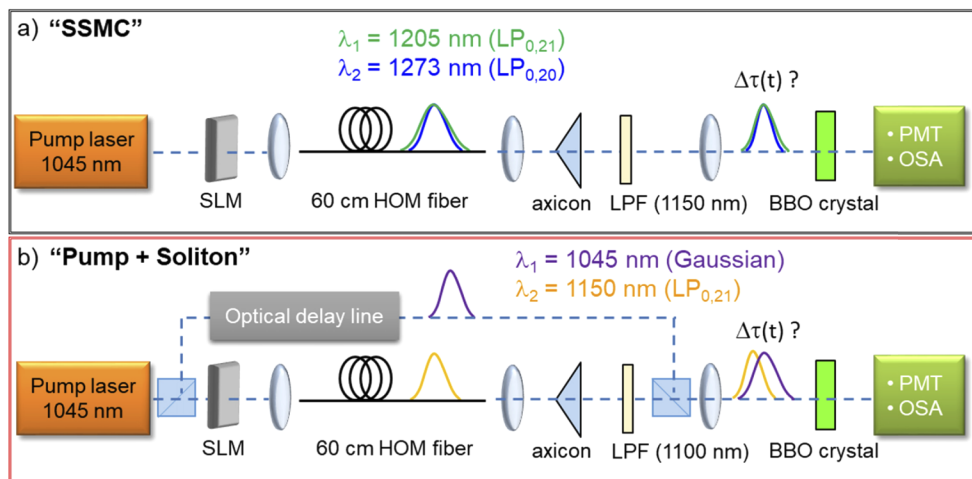 a) “SSMC”
λ1 = 1205 nm (LP0,21)
λ2 = 1273 nm (LP0,20)
Δτ(t) ?
Pump laser
1045 nm
SLM
60 cm HOM fiber
axicon
LPF (1150 nm)
BBO crystal
• PMT
• OSA
b) “Pump + Soliton”
λ1 = 1045 nm (Gaussian)
λ2 = 1150 nm (LP0,21)
Optical delay line
Δτ(t) ?
Pump laser
1045 nm
SLM
60 cm HOM fiber
axicon
LPF (1100 nm)
BBO crystal
• PMT
• OSA